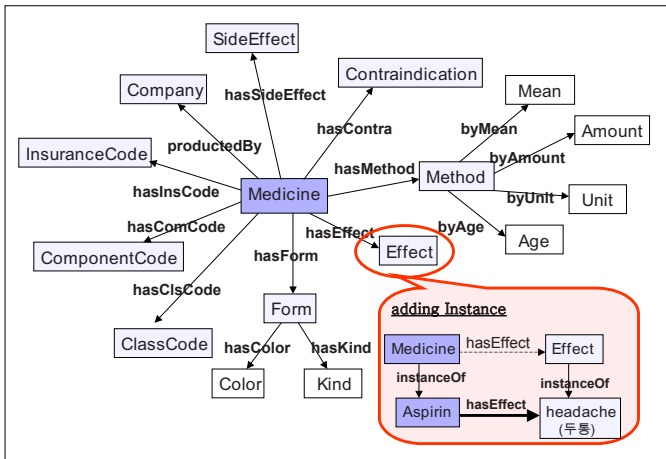 SideEffect
Contraindication
Company
Mean
hasSideEffect
hasContra
byMean
Amount
productedBy
byAmount
InsuranceCode
hasMethod
Method
hasInsCode
Medicine
byUnit
Unit
hasComCode
hasEffect
byAge
Age
ComponentCode
hasForm
Effect
hasClsCode
Form
adding Instance
ClassCode
hasColor
hasKind
Medicine
hasEffect
Effect
instanceOf
instanceOf
Color
Kind
Aspirin
hasEffect
headache
(두통)